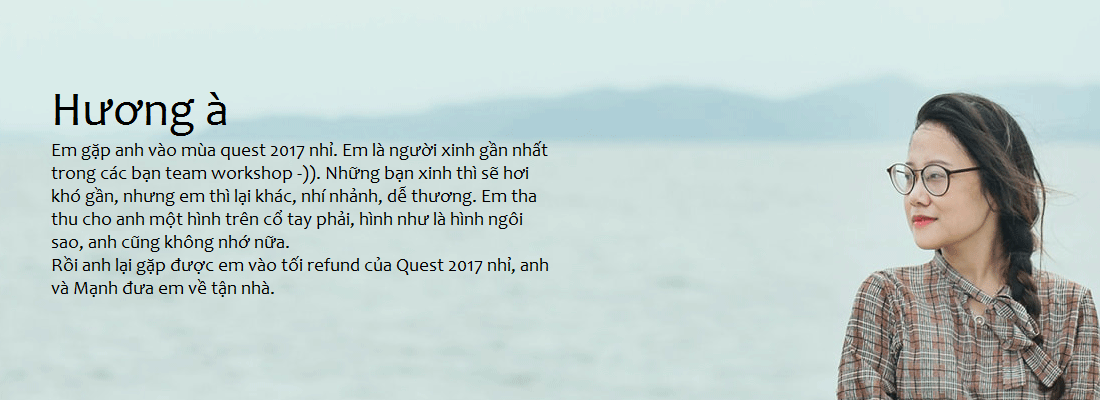 Hương à
Em gặp anh vào mùa quest 2017 nhỉ. Em là người xinh gần nhất
trong các bạn team workshop -)). Những bạn xinh thì sẽ hơi
khó gần, nhưng em thì lại khác, nhí nhảnh, dễ thương. Em tha
thu cho anh một hình trên cổ tay phải, hình như là hình ngôi
sao, anh cũng không nhớ nữa.
Rồi anh lại gặp được em vào tối refund của Quest 2017 nhỉ, anh
và Mạnh đưa em về tận nhà.